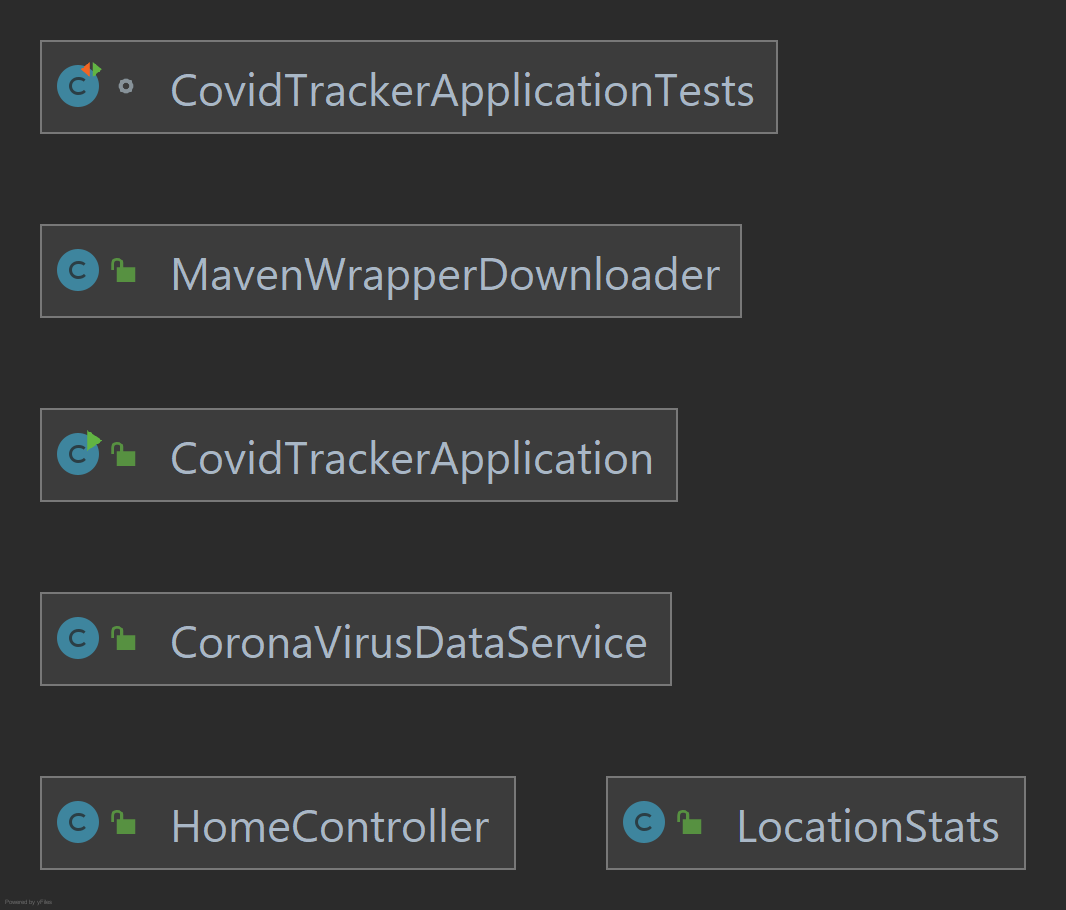 CovidTrackerApplicationTests
MavenWrapperDownloader
CovidTrackerApplication
CoronaVirusDataService
HomeController
LocationStats
Powered by yFiles